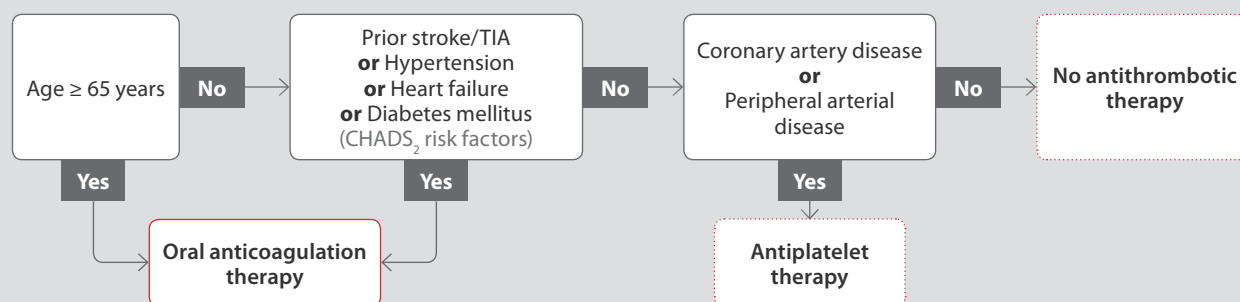 Age ≥ 65 years
No
Prior stroke/TIA
or Hypertension
or Heart failure
or Diabetes mellitus
(CHADS₂ risk factors)
No
Coronary artery disease
or
Peripheral arterial
disease
No
No antithrombotic
therapy
Yes
Yes
Yes
Oral anticoagulation
therapy
Antiplatelet
therapy